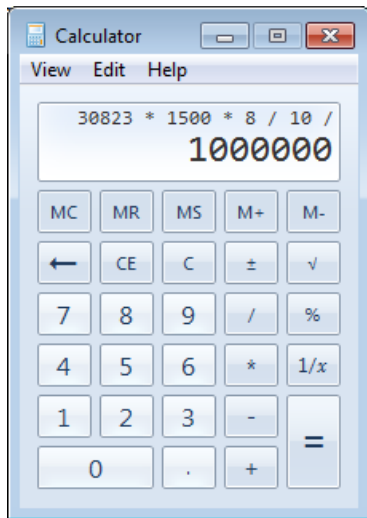 Calculator
View Edit Help
30823 * 1500 * 8 / 10 /
1000000
MC MR MS M+ M-
← CE C ± √
7 8 9 / %
4 5 6 * 1/x
1 2 3 - =
0 . +